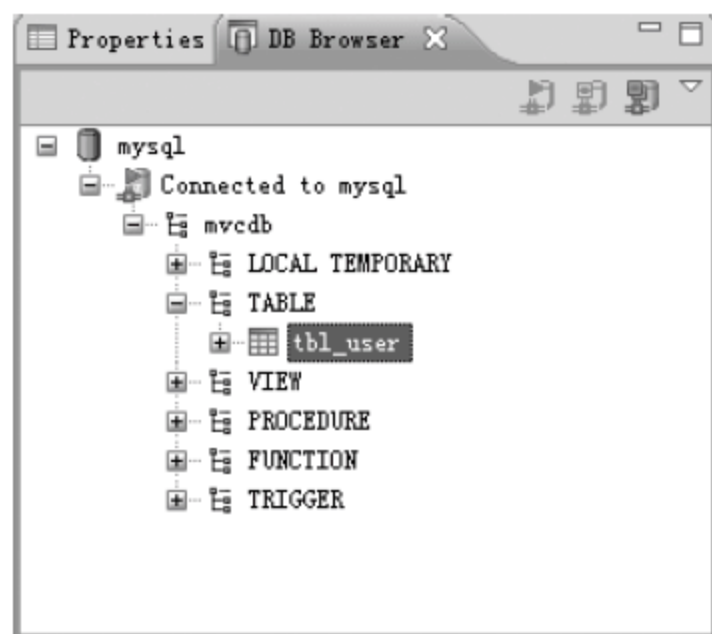 Properties DB Browser
mysql
Connected to mysql
mvcdb
LOCAL TEMPORARY
TABLE
tbl_user
VIEW
PROCEDURE
FUNCTION
TRIGGER